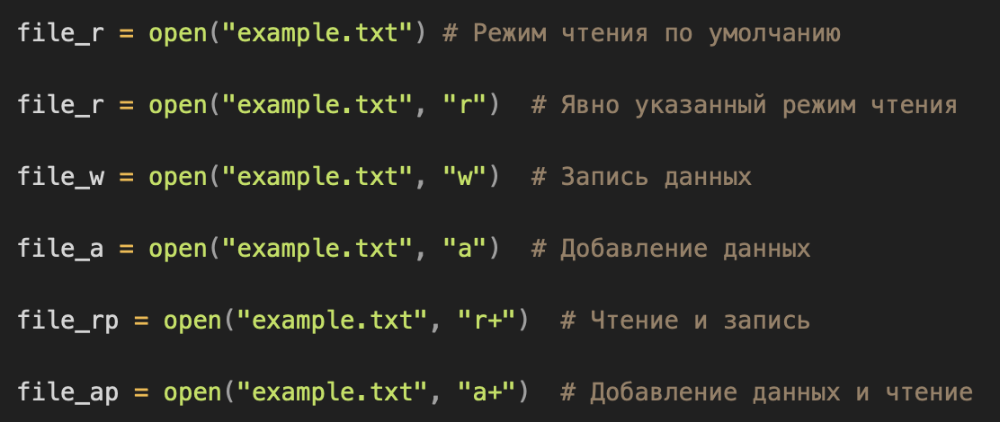 file_r = open("example.txt") # Режим чтения по умолчанию
file_r = open("example.txt", "r")  # Явно указанный режим чтения
file_w = open("example.txt", "w")  # Запись данных
file_a = open("example.txt", "a")  # Добавление данных
file_rp = open("example.txt", "r+")  # Чтение и запись
file_ap = open("example.txt", "a+")  # Добавление данных и чтение